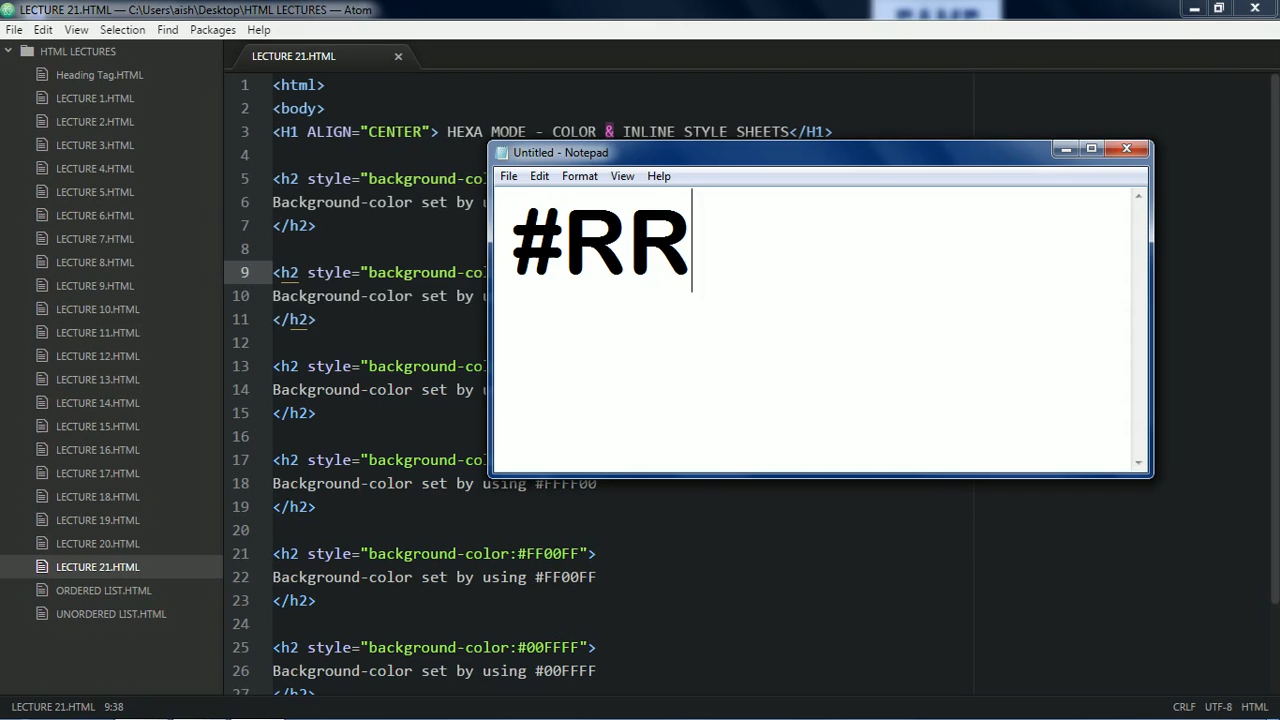 LECTURE 21.HTML — C:\Users\aish\Desktop\HTML LECTURES — Atom
File Edit View Selection Find Packages Help
HTML LECTURES
Heading Tag.HTML
LECTURE 1.HTML
LECTURE 2.HTML
LECTURE 3.HTML
LECTURE 4.HTML
LECTURE 5.HTML
LECTURE 6.HTML
LECTURE 7.HTML
LECTURE 8.HTML
LECTURE 9.HTML
LECTURE 10.HTML
LECTURE 11.HTML
LECTURE 12.HTML
LECTURE 13.HTML
LECTURE 14.HTML
LECTURE 15.HTML
LECTURE 16.HTML
LECTURE 17.HTML
LECTURE 18.HTML
LECTURE 19.HTML
LECTURE 20.HTML
LECTURE 21.HTML
ORDERED LIST.HTML
UNORDERED LIST.HTML
LECTURE 21.HTML
1 <html>
2 <body>
3 <H1 ALIGN="CENTER"> HEXA MODE - COLOR & INLINE STYLE SHEETS</H1>
4
5 <h2 style="background-co
6 Background-color set by
7 </h2>
8
9 <h2 style="background-co
10 Background-color set by
11 </h2>
12
13 <h2 style="background-co
14 Background-color set by
15 </h2>
16
17 <h2 style="background-co
18 Background-color set by using #FFFF00
19 </h2>
20
21 <h2 style="background-color:#FF00FF">
22 Background-color set by using #FF00FF
23 </h2>
24
25 <h2 style="background-color:#00FFFF">
26 Background-color set by using #00FFFF
27 </h2>
Untitled - Notepad
File Edit Format View Help
#RR
LECTURE 21.HTML 9:38
CRLF UTF-8 HTML